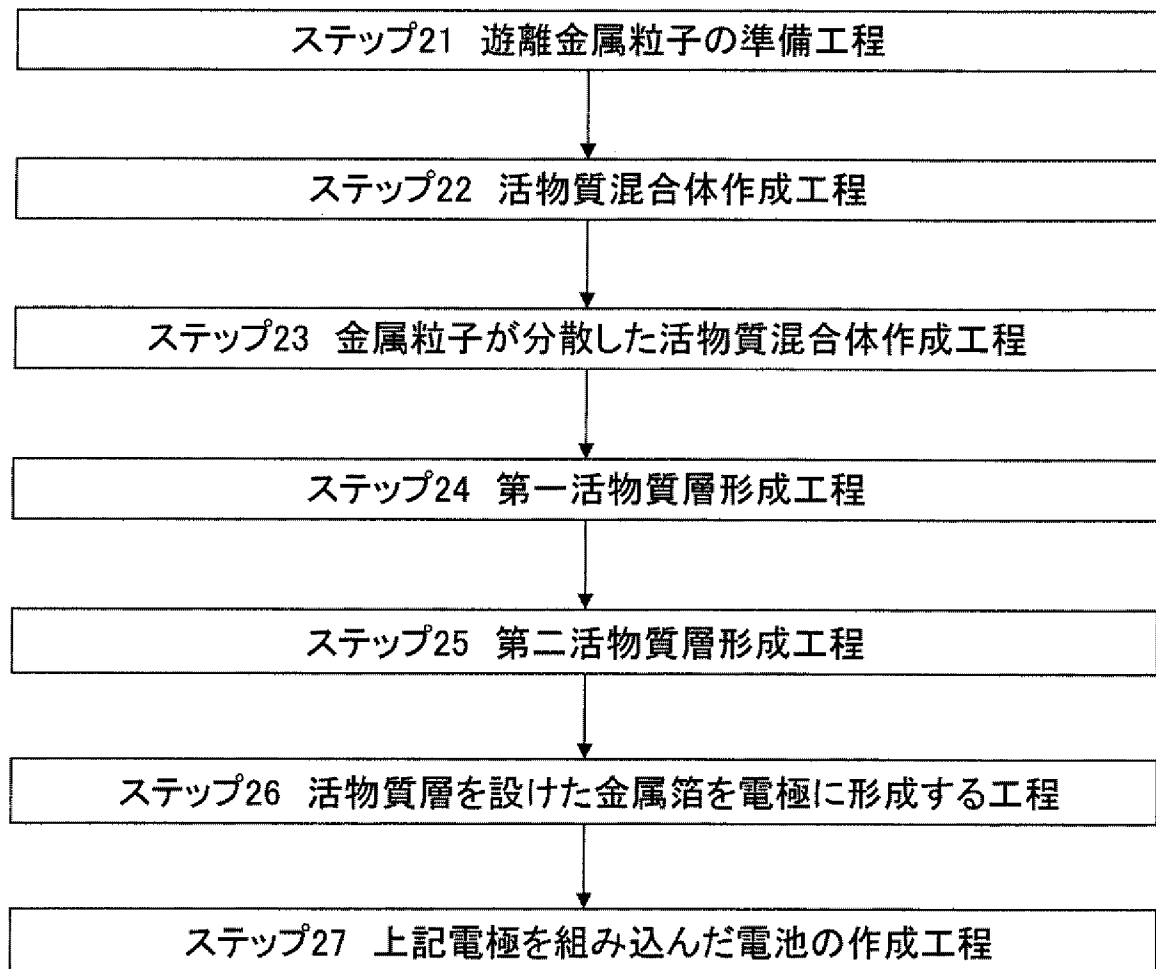 ステップ21 遊離金属粒子の準備工程
ステップ22 活物質混合体作成工程
ステップ23 金属粒子が分散した活物質混合体作成工程
ステップ24 第一活物質層形成工程
ステップ25 第二活物質層形成工程
ステップ26 活物質層を設けた金属箔を電極に形成する工程
ステップ27 上記電極を組み込んだ電池の作成工程